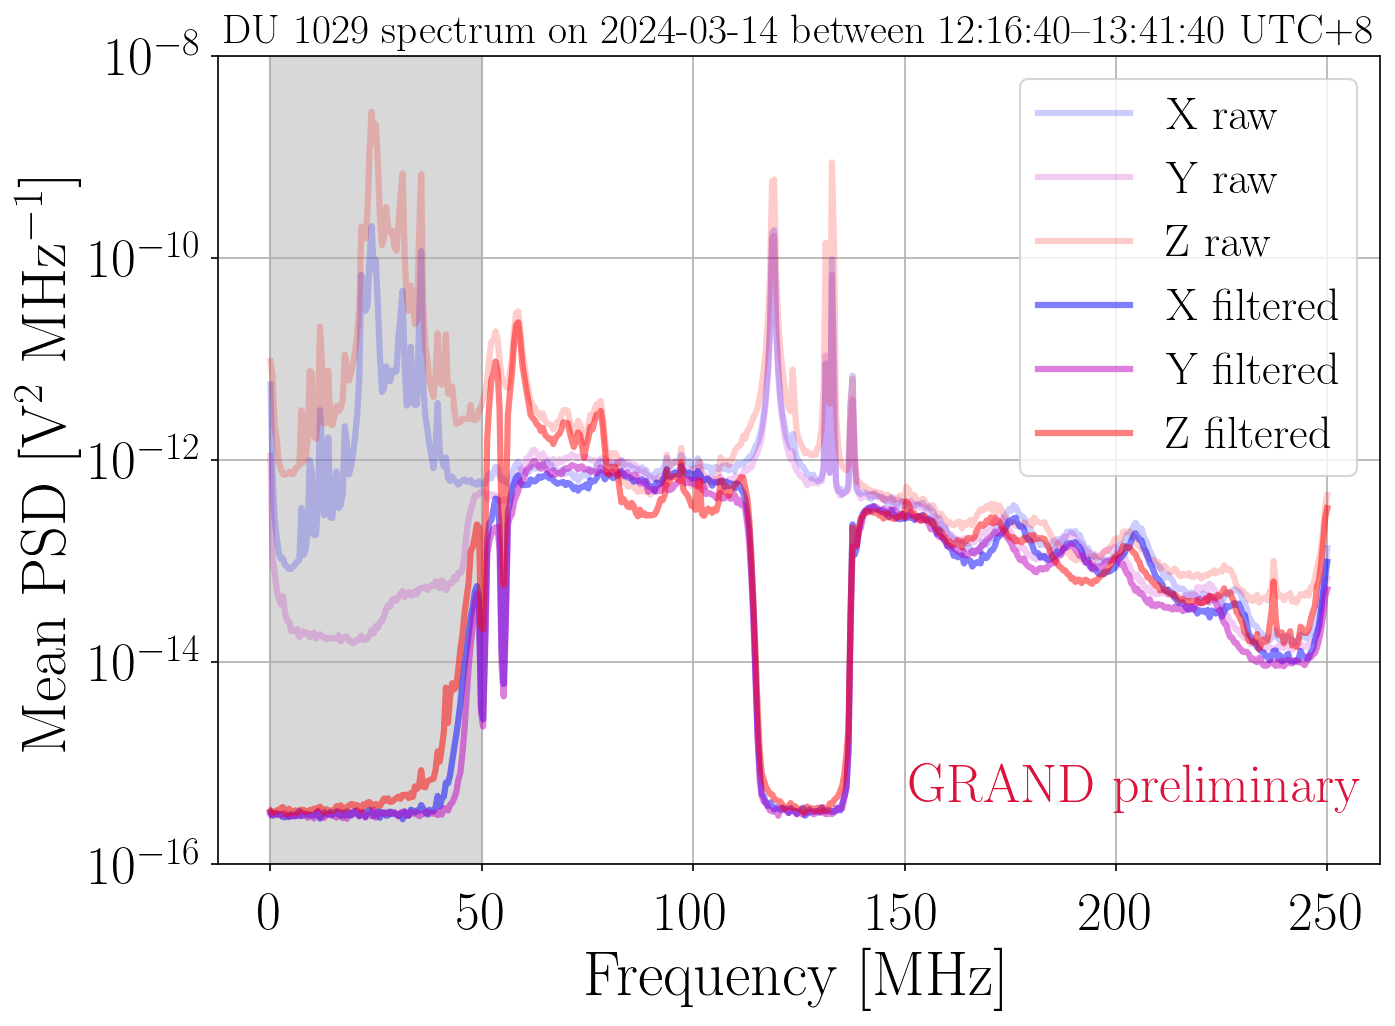 DU 1029 spectrum on 2024-03-14 between 12:16:40–13:41:40 UTC+8
Mean PSD [V² MHz⁻¹]
10⁻⁸
10⁻¹⁰
10⁻¹²
10⁻¹⁴
10⁻¹⁶
X raw
Y raw
Z raw
X filtered
Y filtered
Z filtered
GRAND preliminary
0 50 100 150 200 250
Frequency [MHz]